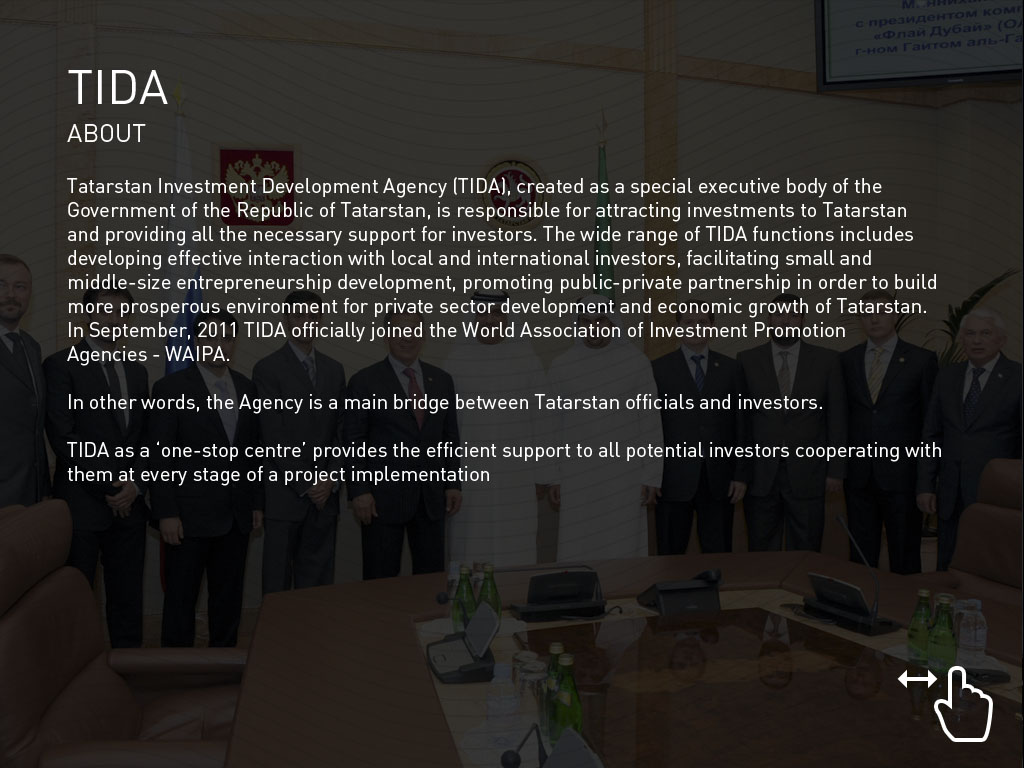 Минних
с президентом ком
«Флай Дубай» (ОА
г-ном Гаитом аль-Га
TIDA
ABOUT
Tatarstan Investment Development Agency (TIDA), created as a special executive body of the
Government of the Republic of Tatarstan, is responsible for attracting investments to Tatarstan
and providing all the necessary support for investors. The wide range of TIDA functions includes
developing effective interaction with local and international investors, facilitating small and
middle-size entrepreneurship development, promoting public-private partnership in order to build
more prosperous environment for private sector development and economic growth of Tatarstan.
In September, 2011 TIDA officially joined the World Association of Investment Promotion
Agencies - WAIPA.
In other words, the Agency is a main bridge between Tatarstan officials and investors.
TIDA as a ‘one-stop centre’ provides the efficient support to all potential investors cooperating with
them at every stage of a project implementation